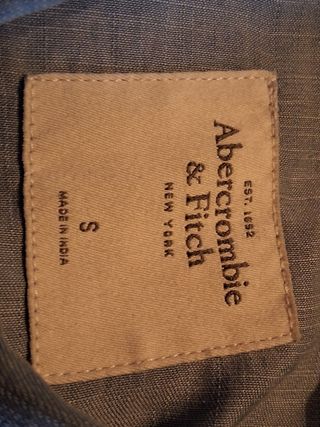 EST. 1892
Abercrombie
& Fitch
NEW YORK
S
MADE IN INDIA